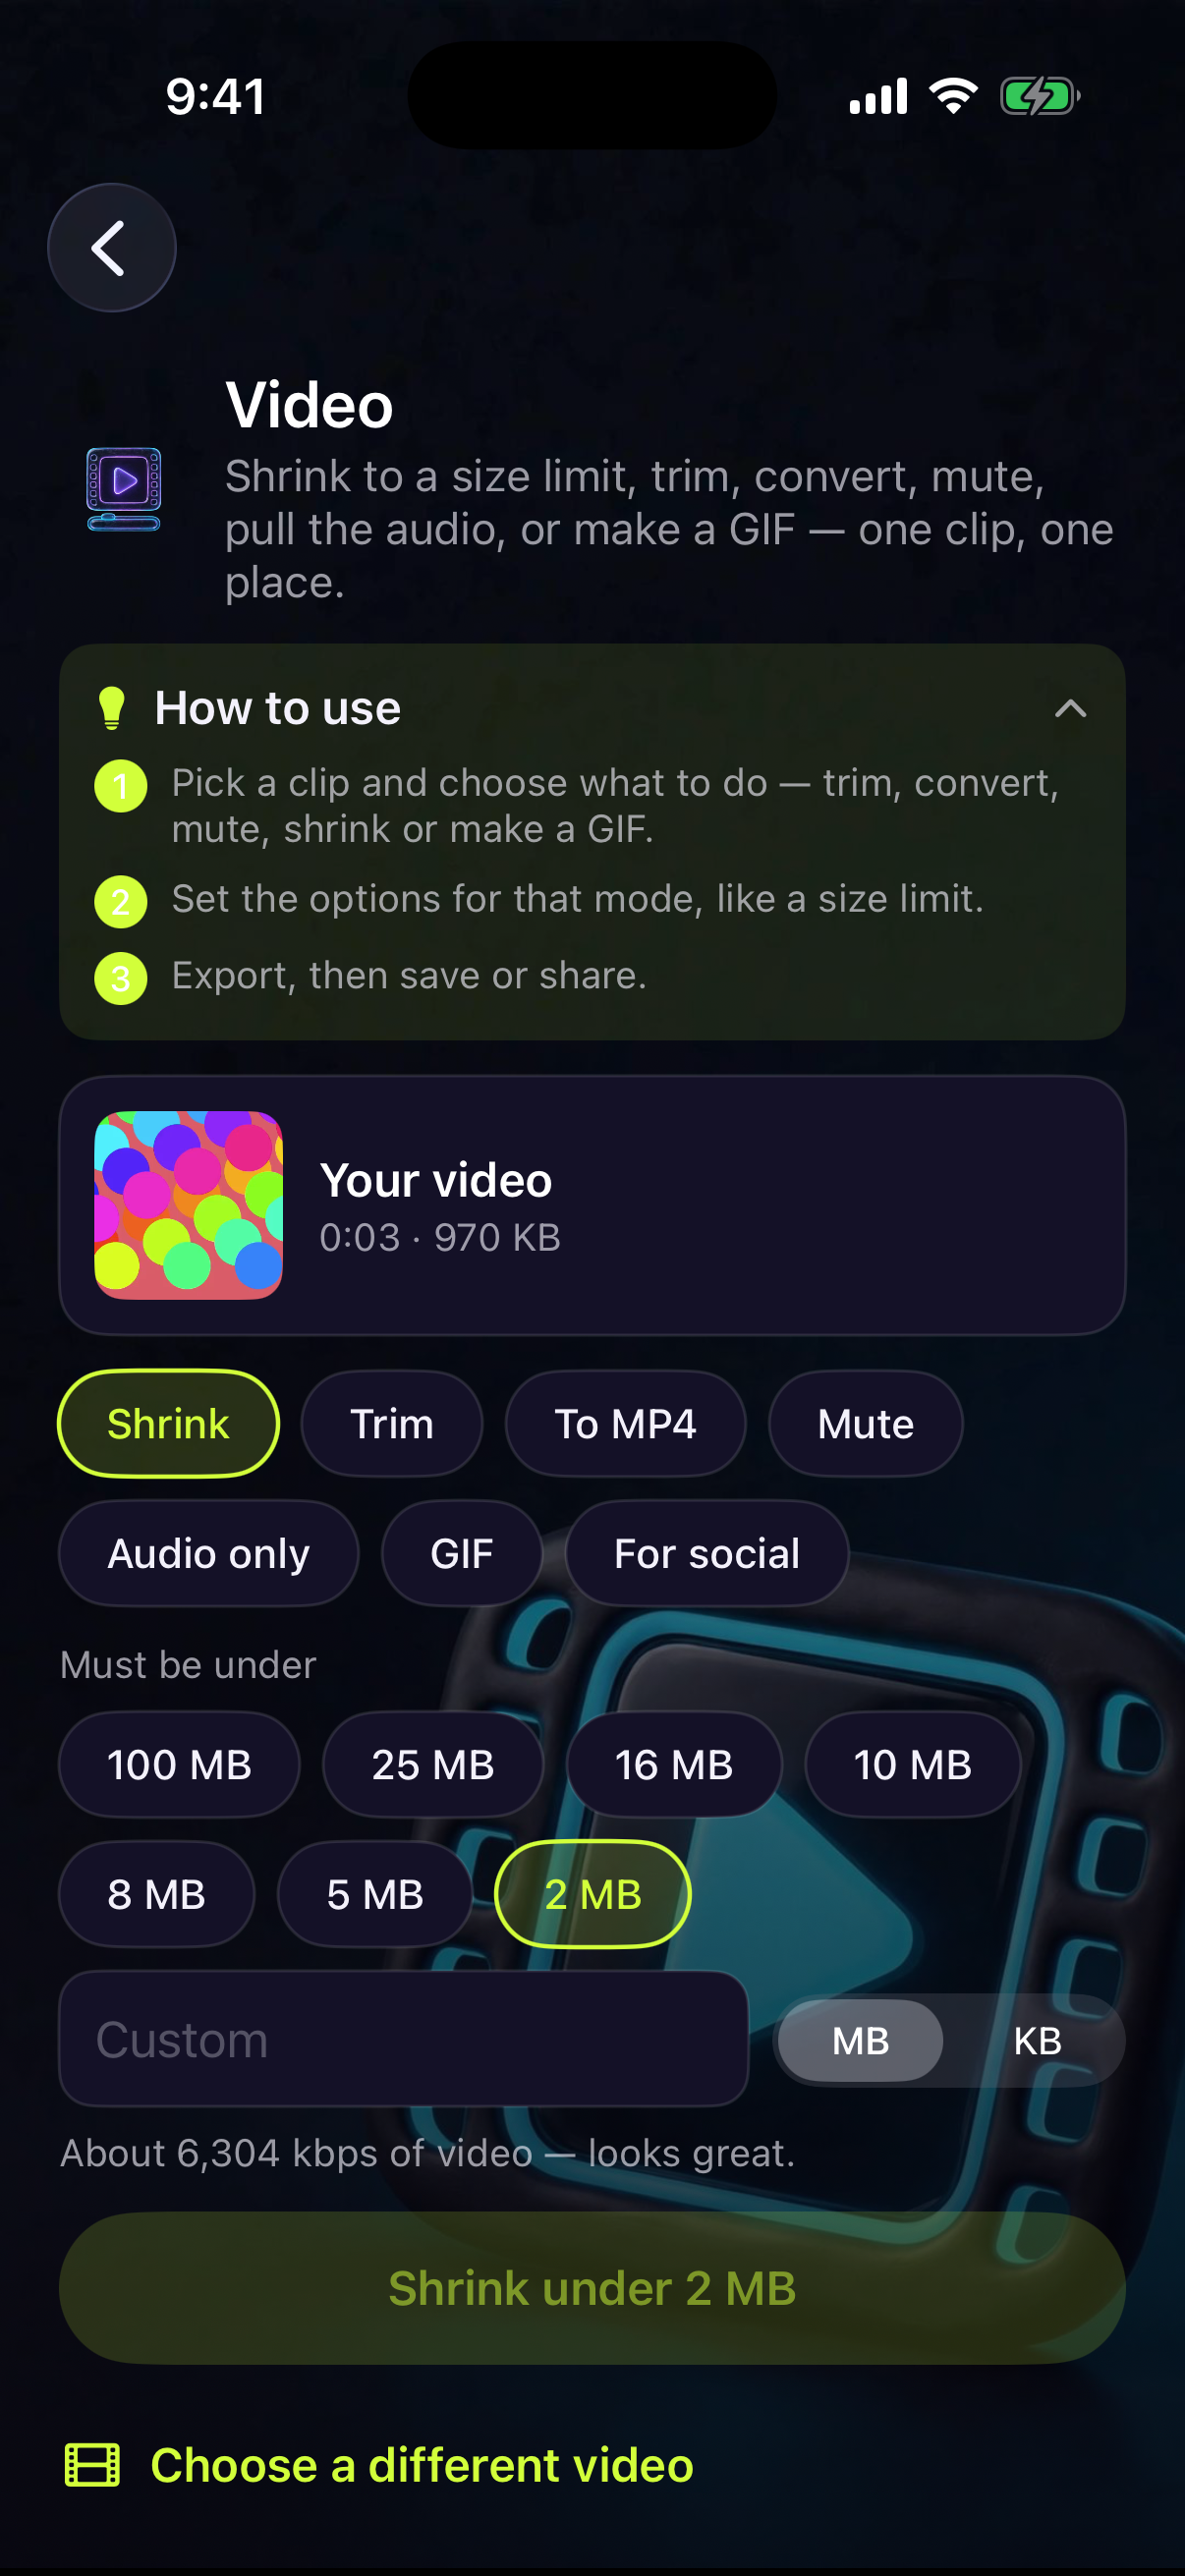 9:41
Video
Shrink to a size limit, trim, convert, mute,
pull the audio, or make a GIF — one clip, one
place.
How to use
1 Pick a clip and choose what to do — trim, convert,
mute, shrink or make a GIF.
2 Set the options for that mode, like a size limit.
3 Export, then save or share.
Your video
0:03 · 970 KB
Shrink Trim To MP4 Mute
Audio only GIF For social
Must be under
100 MB 25 MB 16 MB 10 MB
8 MB 5 MB 2 MB
Custom MB KB
About 6,304 kbps of video — looks great.
Shrink under 2 MB
Choose a different video